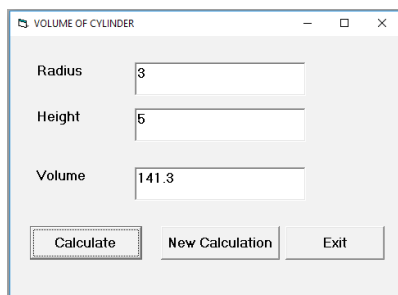 VOLUME OF CYLINDER
Radius 3
Height 5
Volume 141.3
Calculate New Calculation Exit